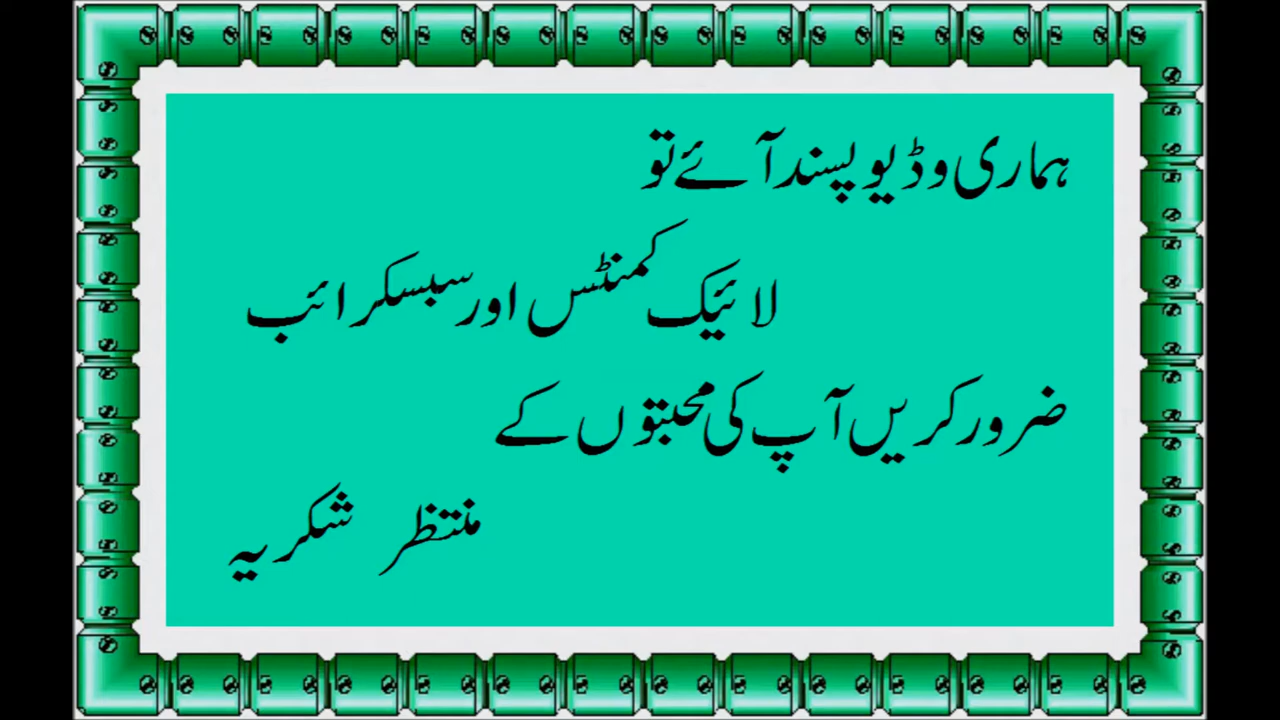 ہماری وڈیو پسند آئے تو
لائیک کمنٹس اور سبسکرائب
ضرور کریں آپ کی محبتوں کے
منتظر شکریہ